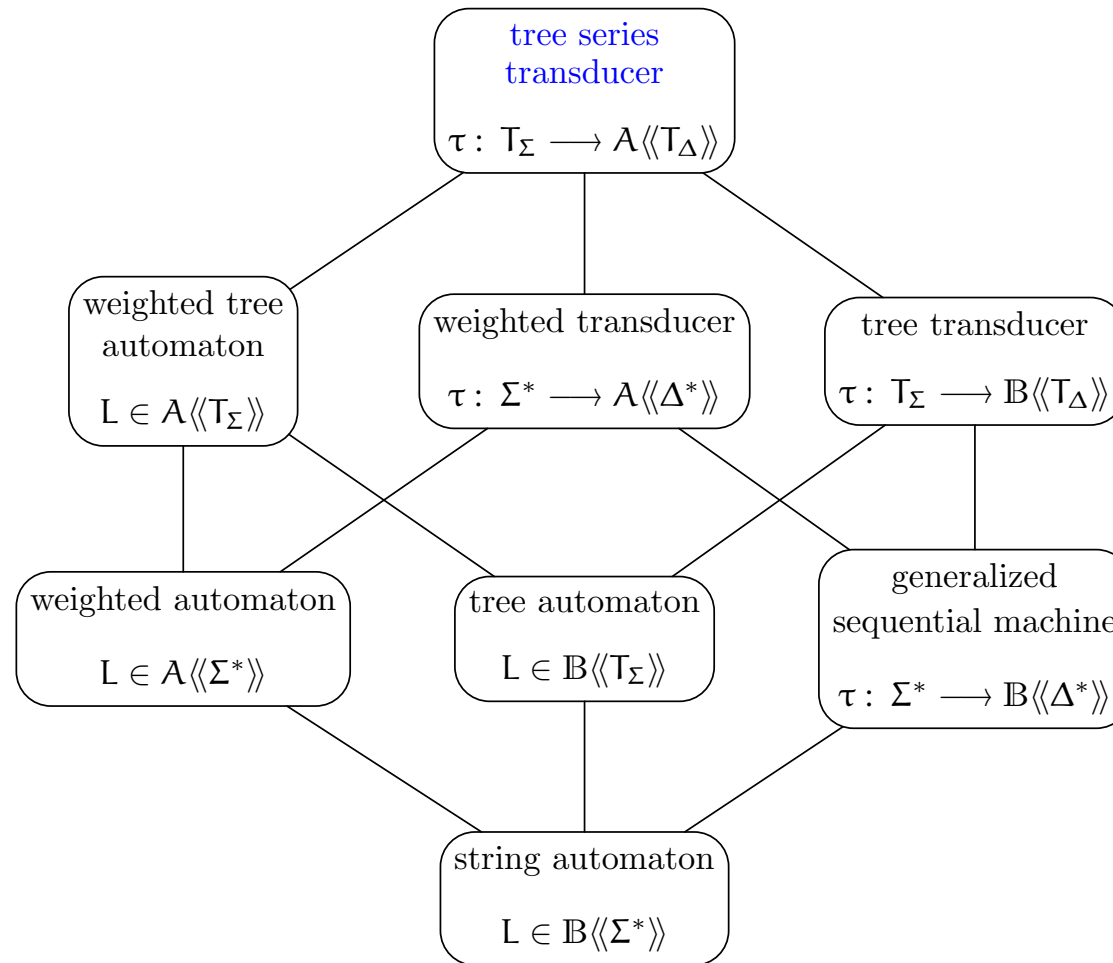 tree series
transducer
τ : T_Σ ⟶ A⟨⟨T_Δ⟩⟩
weighted tree
automaton
L ∈ A⟨⟨T_Σ⟩⟩
weighted transducer
τ : Σ* ⟶ A⟨⟨Δ*⟩⟩
tree transducer
τ : T_Σ ⟶ 𝔹⟨⟨T_Δ⟩⟩
weighted automaton
L ∈ A⟨⟨Σ*⟩⟩
tree automaton
L ∈ 𝔹⟨⟨T_Σ⟩⟩
generalized
sequential machine
τ : Σ* ⟶ 𝔹⟨⟨Δ*⟩⟩
string automaton
L ∈ 𝔹⟨⟨Σ*⟩⟩